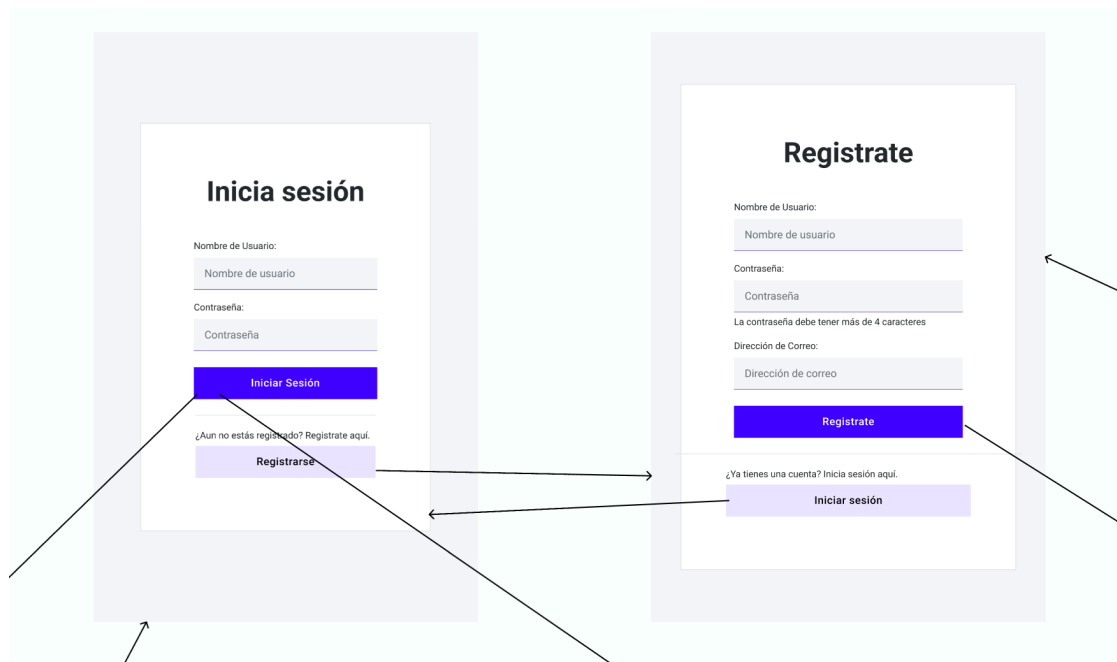 Inicia sesión
Nombre de Usuario:
Nombre de usuario
Contraseña:
Contraseña
Iniciar Sesión
¿Aun no estás registrado? Registrate aquí.
Registrarse
Registrate
Nombre de Usuario:
Nombre de usuario
Contraseña:
Contraseña
La contraseña debe tener más de 4 caracteres
Dirección de Correo:
Dirección de correo
Registrate
¿Ya tienes una cuenta? Inicia sesión aquí.
Iniciar sesión